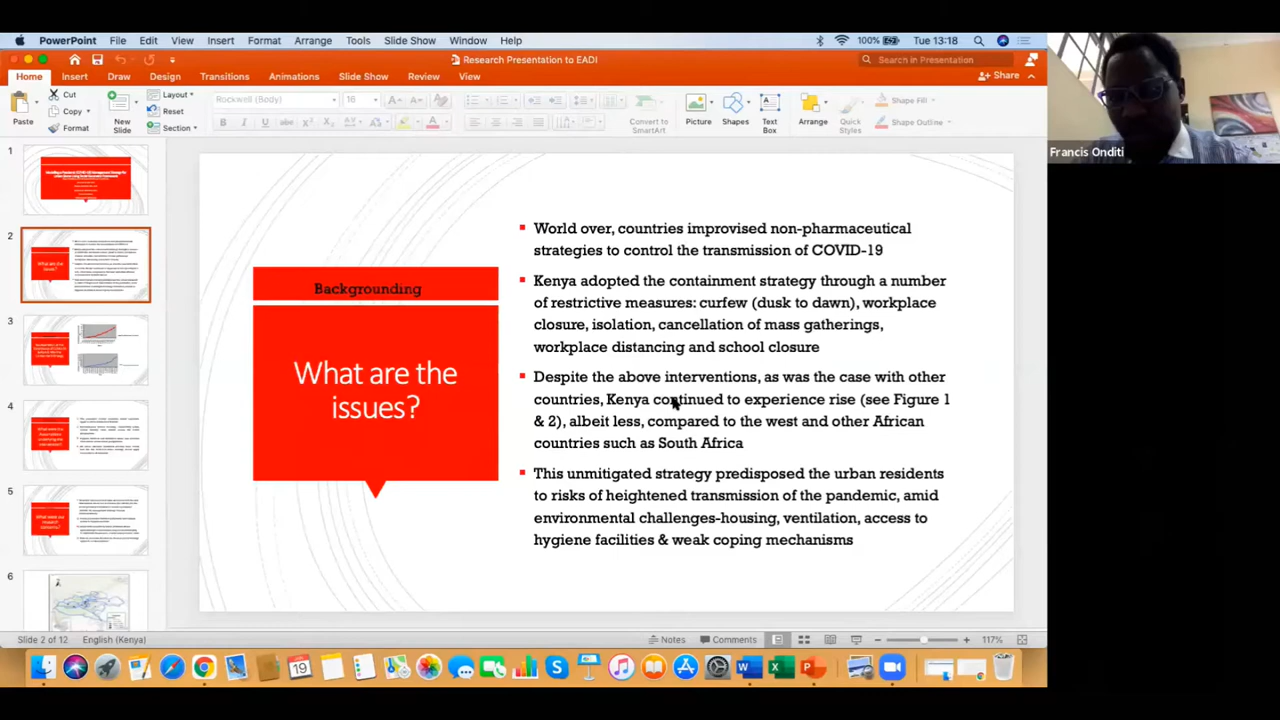 PowerPoint File Edit View Insert Format Arrange Tools Slide Show Window Help
100% Tue 13:18
Research Presentation to EADI
Search in Presentation
Home Insert Draw Design Transitions Animations Slide Show Review View
Share
Paste
Cut
Copy
Format
New Slide
Layout
Reset
Section
Rockwell (Body)
16
Convert to SmartArt
Picture
Shapes
Text Box
Arrange
Quick Styles
Shape Fill
Shape Outline
Francis Onditi
1
2
3
4
5
6
Backgrounding
What are the
issues?
World over, countries improvised non-pharmaceutical
strategies to control the transmission of COVID-19
Kenya adopted the containment strategy through a number
of restrictive measures: curfew (dusk to dawn), workplace
closure, isolation, cancellation of mass gatherings,
workplace distancing and school closure
Despite the above interventions, as was the case with other
countries, Kenya continued to experience rise (see Figure 1
& 2), albeit less, compared to the west and other African
countries such as South Africa
This unmitigated strategy predisposed the urban residents
to risks of heightened transmission of the pandemic, amid
environmental challenges-housing, ventilation, access to
hygiene facilities & weak coping mechanisms
Slide 2 of 12 English (Kenya)
Notes Comments
117%